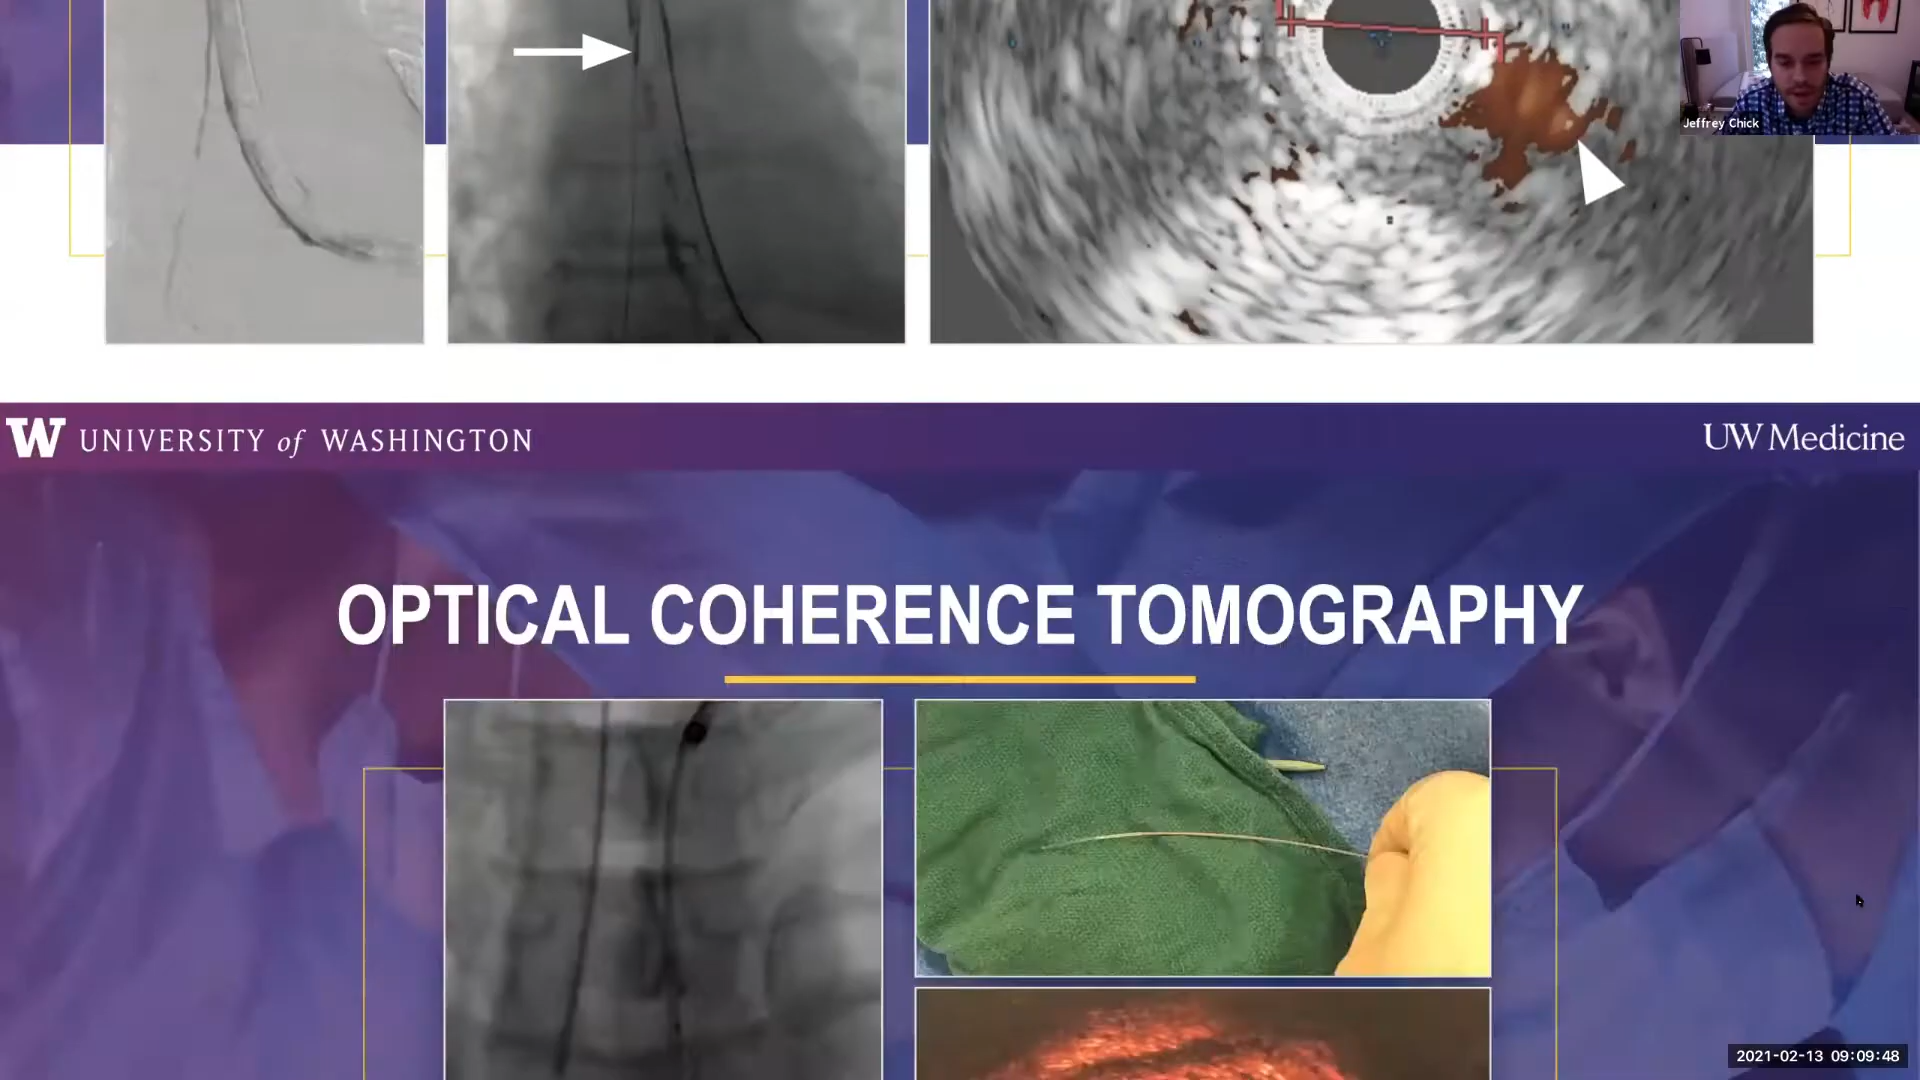 Jeffrey Chick
W UNIVERSITY of WASHINGTON
UW Medicine
OPTICAL COHERENCE TOMOGRAPHY
2021-02-13 09:09:48